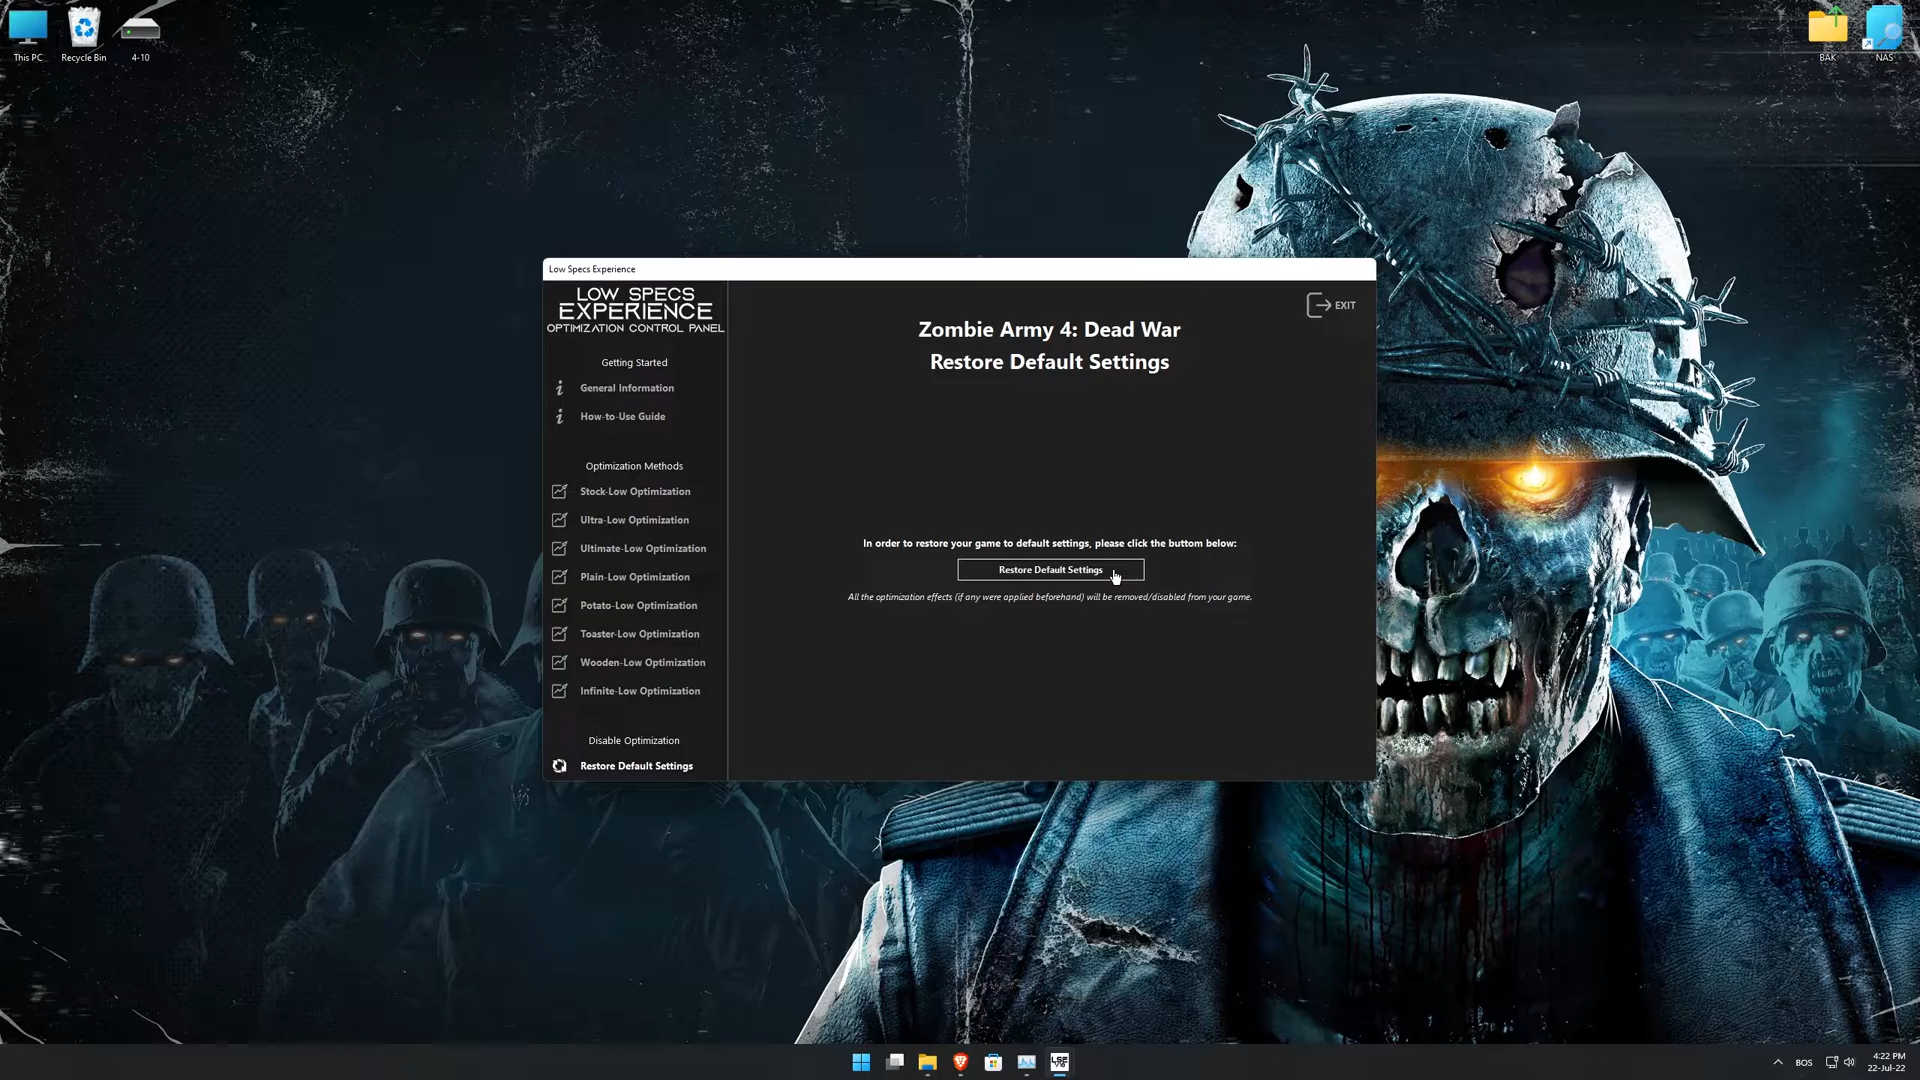 This PC
Recycle Bin
4-10
BAK
NAS
Low Specs Experience
LOW SPECS
EXPERIENCE
OPTIMIZATION CONTROL PANEL
Getting Started
General Information
How-to-Use Guide
Optimization Methods
Stock-Low Optimization
Ultra-Low Optimization
Ultimate-Low Optimization
Plain-Low Optimization
Potato-Low Optimization
Toaster-Low Optimization
Wooden-Low Optimization
Infinite-Low Optimization
Disable Optimization
Restore Default Settings
EXIT
Zombie Army 4: Dead War
Restore Default Settings
In order to restore your game to default settings, please click the buttom below:
Restore Default Settings
All the optimization effects (if any were applied beforehand) will be removed/disabled from your game.
BOS
4:22 PM
22-Jul-22